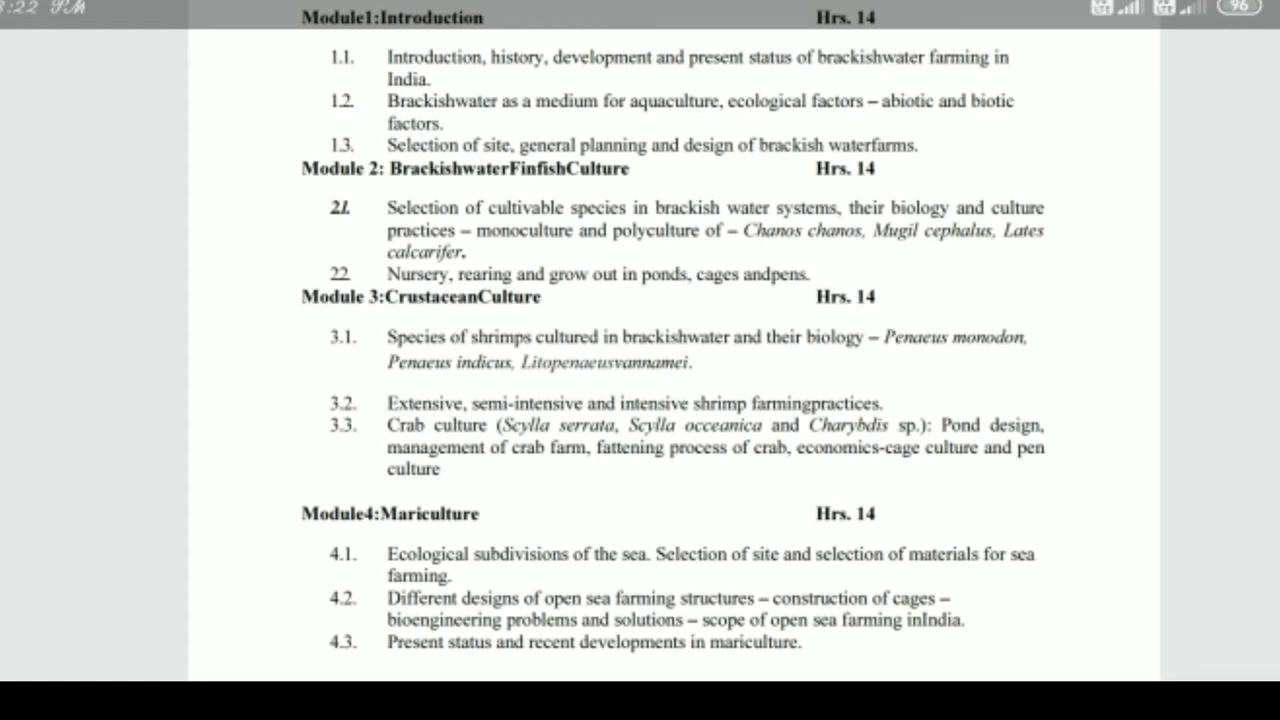 :22 PM
96
Module1:Introduction Hrs. 14
1.1. Introduction, history, development and present status of brackishwater farming in
India.
1.2. Brackishwater as a medium for aquaculture, ecological factors – abiotic and biotic
factors.
1.3. Selection of site, general planning and design of brackish waterfarms.
Module 2: BrackishwaterFinfishCulture Hrs. 14
2.1. Selection of cultivable species in brackish water systems, their biology and culture
practices – monoculture and polyculture of – Chanos chanos, Mugil cephalus, Lates
calcarifer.
2.2. Nursery, rearing and grow out in ponds, cages andpens.
Module 3:CrustaceanCulture Hrs. 14
3.1. Species of shrimps cultured in brackishwater and their biology – Penaeus monodon,
Penaeus indicus, Litopenaeusvannamei.
3.2. Extensive, semi-intensive and intensive shrimp farmingpractices.
3.3. Crab culture (Scylla serrata, Scylla occeanica and Charybdis sp.): Pond design,
management of crab farm, fattening process of crab, economics-cage culture and pen
culture
Module4:Mariculture Hrs. 14
4.1. Ecological subdivisions of the sea. Selection of site and selection of materials for sea
farming.
4.2. Different designs of open sea farming structures – construction of cages –
bioengineering problems and solutions – scope of open sea farming inIndia.
4.3. Present status and recent developments in mariculture.